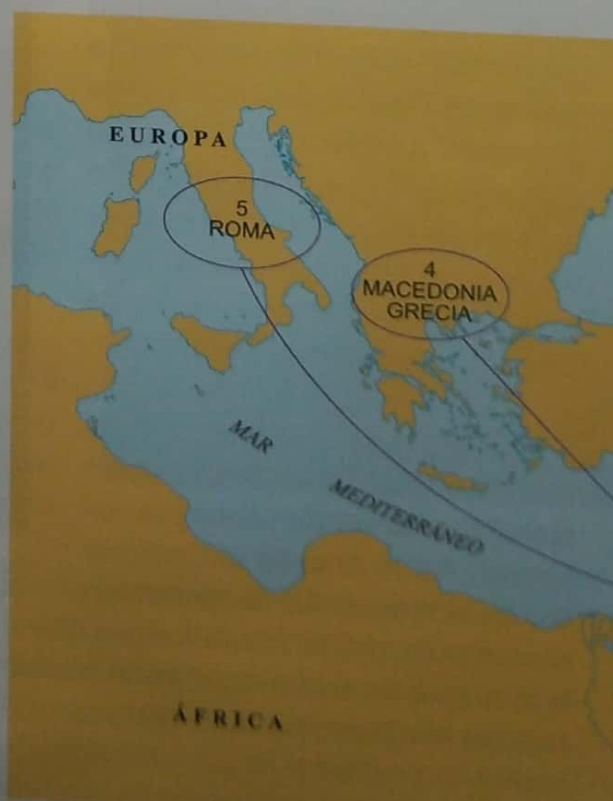 EUROPA
5
ROMA
4
MACEDONIA
GRECIA
MAR
MEDITERRÁNEO
ÁFRICA